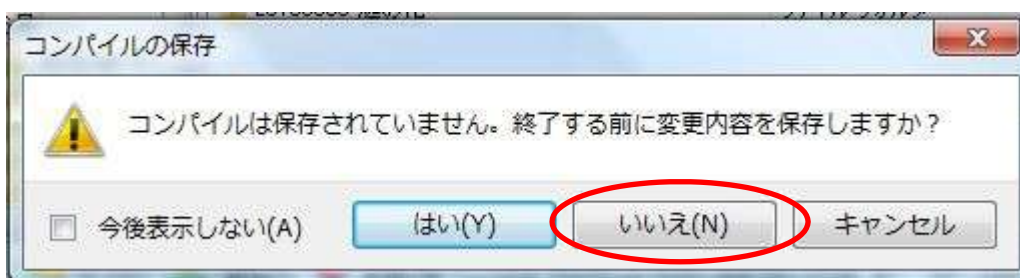 コンパイルの保存
コンパイルは保存されていません。終了する前に変更内容を保存しますか?
今後表示しない(A) はい(Y) いいえ(N) キャンセル